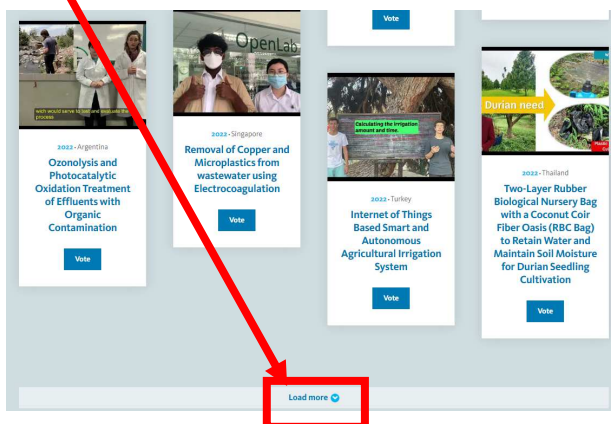 wich would serve to join and evaluate the
process
2022 - Argentina
Ozonolysis and
Photocatalytic
Oxidation Treatment
of Effluents with
Organic
Contamination
Vote
OpenLab
2022 - Singapore
Removal of Copper and
Microplastics from
wastewater using
Electrocoagulation
Vote
Vote
Calculating the irrigation
amount and time.
2022 - Turkey
Internet of Things
Based Smart and
Autonomous
Agricultural Irrigation
System
Vote
Durian need
2022 - Thailand
Two-Layer Rubber
Biological Nursery Bag
with a Coconut Coir
Fiber Oasis (RBC Bag)
to Retain Water and
Maintain Soil Moisture
for Durian Seedling
Cultivation
Vote
Load more